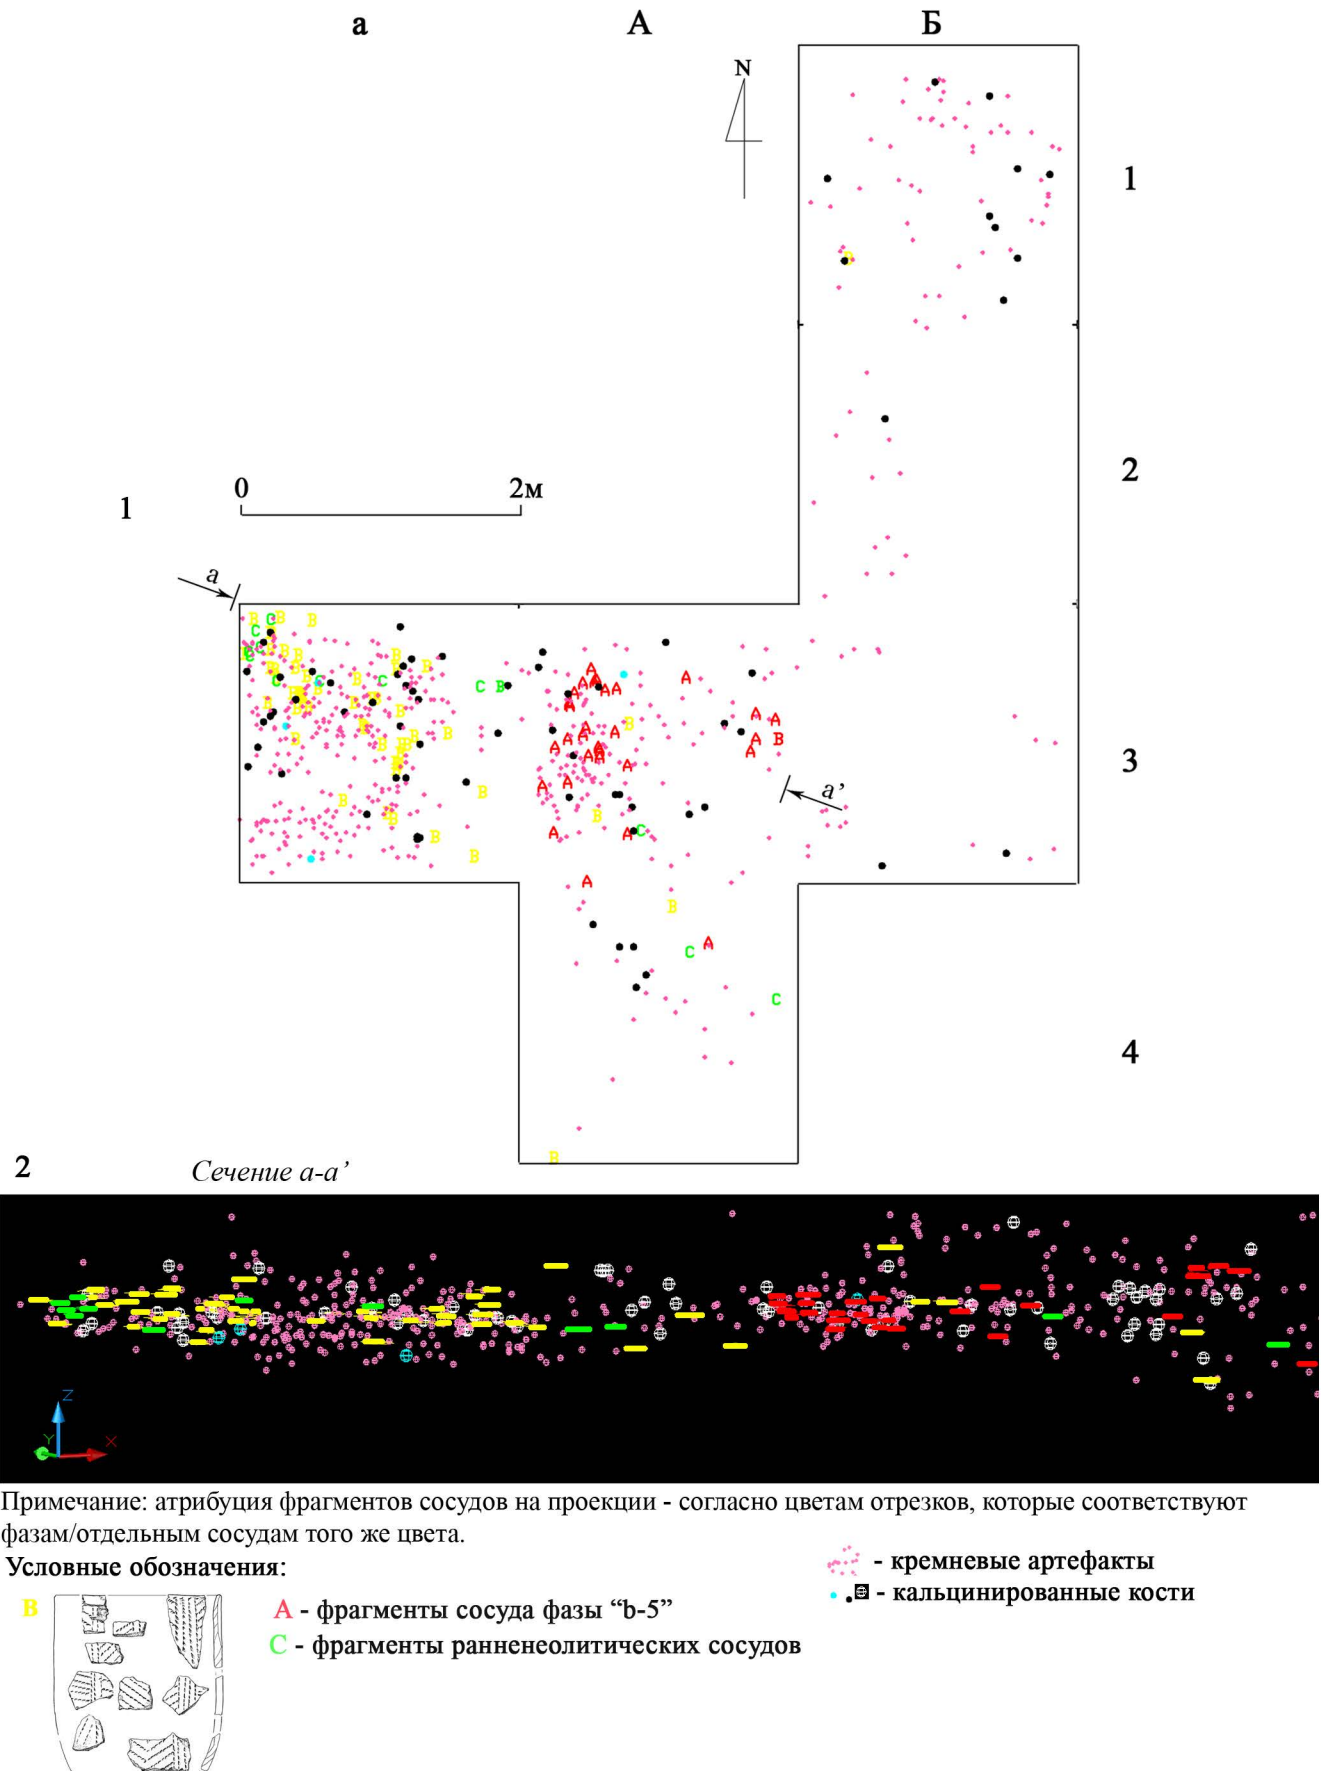 а А Б
N
1
2
3
4
1
0 2м
a
a’
2 Сечение а-а’
Z
Y
X
Примечание: атрибуция фрагментов сосудов на проекции - согласно цветам отрезков, которые соответствуют
фазам/отдельным сосудам того же цвета.
Условные обозначения:
В
А - фрагменты сосуда фазы “b-5”
С - фрагменты ранненеолитических сосудов
- кремневые артефакты
- кальцинированные кости